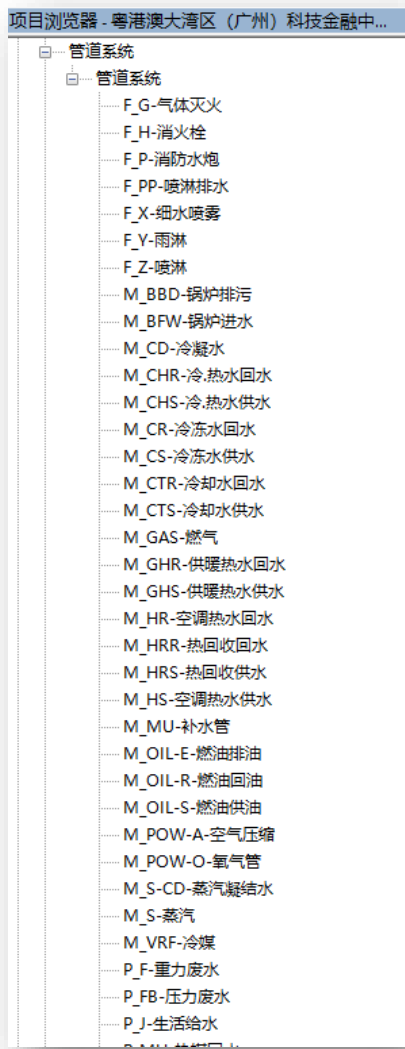 项目浏览器 - 粤港澳大湾区（广州）科技金融中...
管道系统
管道系统
F_G-气体灭火
F_H-消火栓
F_P-消防水炮
F_PP-喷淋排水
F_X-细水喷雾
F_Y-雨淋
F_Z-喷淋
M_BBD-锅炉排污
M_BFW-锅炉进水
M_CD-冷凝水
M_CHR-冷.热水回水
M_CHS-冷.热水供水
M_CR-冷冻水回水
M_CS-冷冻水供水
M_CTR-冷却水回水
M_CTS-冷却水供水
M_GAS-燃气
M_GHR-供暖热水回水
M_GHS-供暖热水供水
M_HR-空调热水回水
M_HRR-热回收回水
M_HRS-热回收供水
M_HS-空调热水供水
M_MU-补水管
M_OIL-E-燃油排油
M_OIL-R-燃油回油
M_OIL-S-燃油供油
M_POW-A-空气压缩
M_POW-O-氧气管
M_S-CD-蒸汽凝结水
M_S-蒸汽
M_VRF-冷媒
P_F-重力废水
P_FB-压力废水
P_J-生活给水